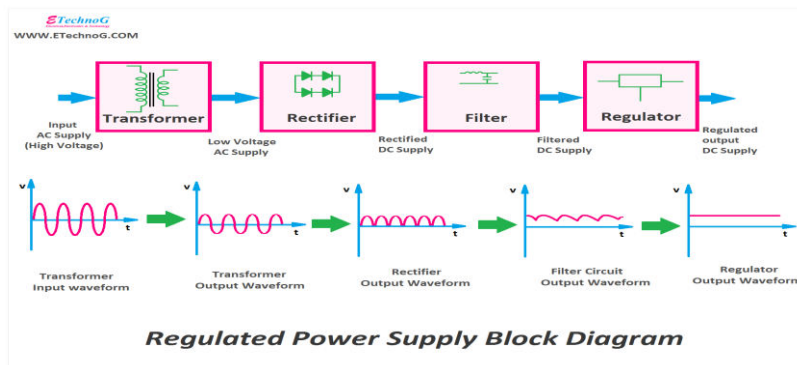 ETechnoG
WWW.ETechnoG.COM
Transformer
Rectifier
Filter
Regulator
Input
AC Supply
(High Voltage)
Low Voltage
AC Supply
Rectified
DC Supply
Filtered
DC Supply
Regulated
output
DC Supply
v
t
v
t
v
t
v
t
v
t
Transformer
Input waveform
Transformer
Output Waveform
Rectifier
Output Waveform
Filter Circuit
Output Waveform
Regulator
Output Waveform
Regulated Power Supply Block Diagram